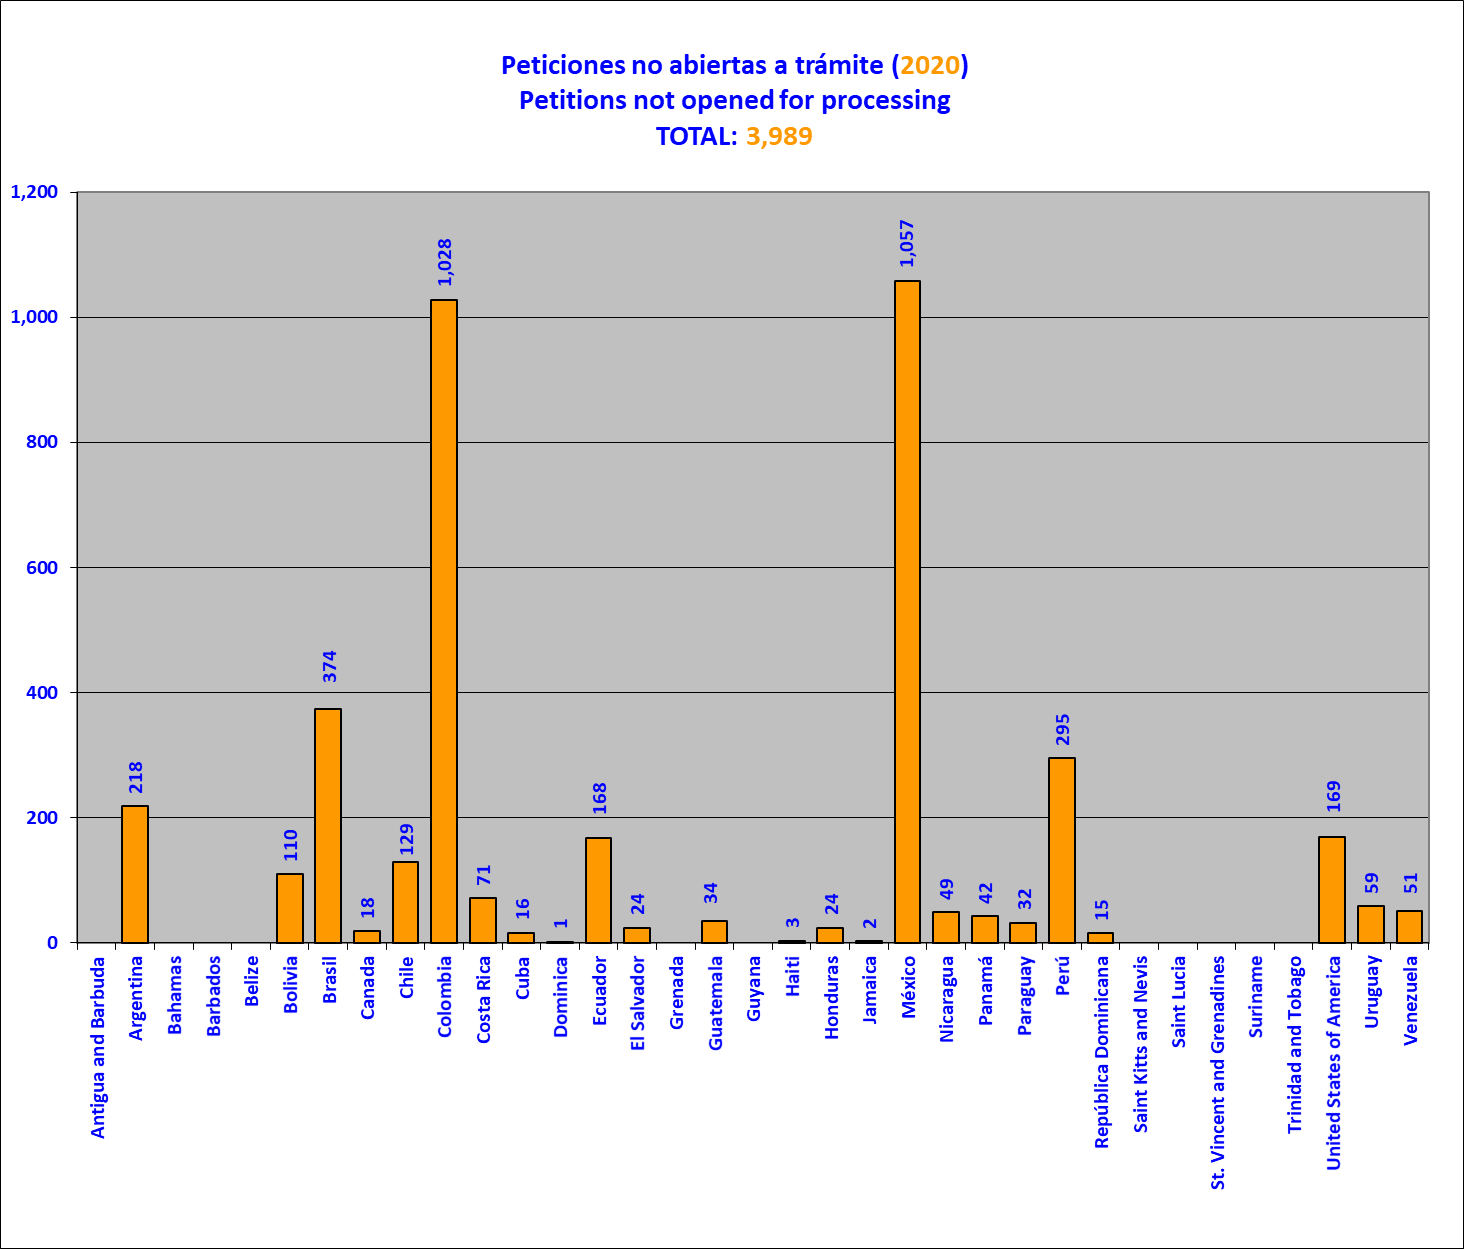 Peticiones no abiertas a trámite (2020)
Petitions not opened for processing
TOTAL: 3,989
1,200
1,000
800
600
400
200
0
218
110
374
18
129
1,028
71
16
1
168
24
34
3
24
2
1,057
49
42
32
295
15
169
59
51
Antigua and Barbuda
Argentina
Bahamas
Barbados
Belize
Bolivia
Brasil
Canada
Chile
Colombia
Costa Rica
Cuba
Dominica
Ecuador
El Salvador
Grenada
Guatemala
Guyana
Haiti
Honduras
Jamaica
México
Nicaragua
Panamá
Paraguay
Perú
República Dominicana
Saint Kitts and Nevis
Saint Lucia
St. Vincent and Grenadines
Suriname
Trinidad and Tobago
United States of America
Uruguay
Venezuela